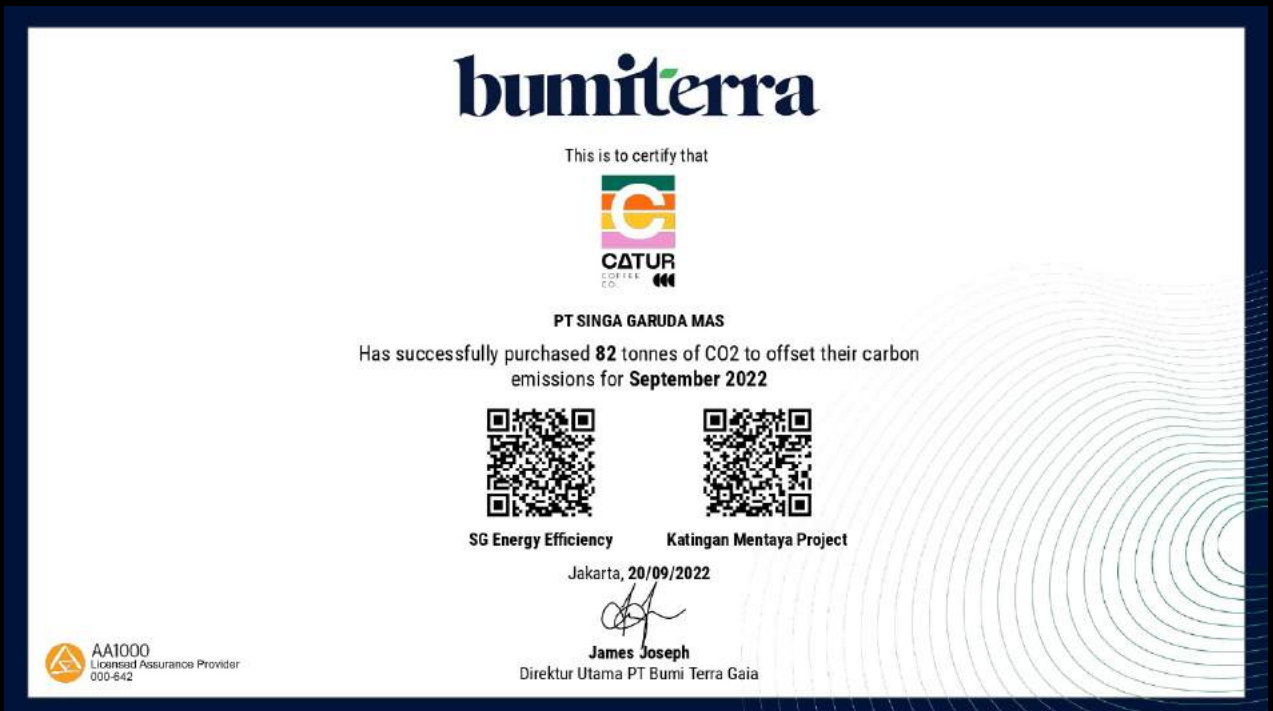 bumiterra
This is to certify that
C
CATUR
COFFEE
CO.
PT SINGA GARUDA MAS
Has successfully purchased 82 tonnes of CO2 to offset their carbon
emissions for September 2022
SG Energy Efficiency
Katingan Mentaya Project
Jakarta, 20/09/2022
James Joseph
Direktur Utama PT Bumi Terra Gaia
AA1000
Licensed Assurance Provider
000-642